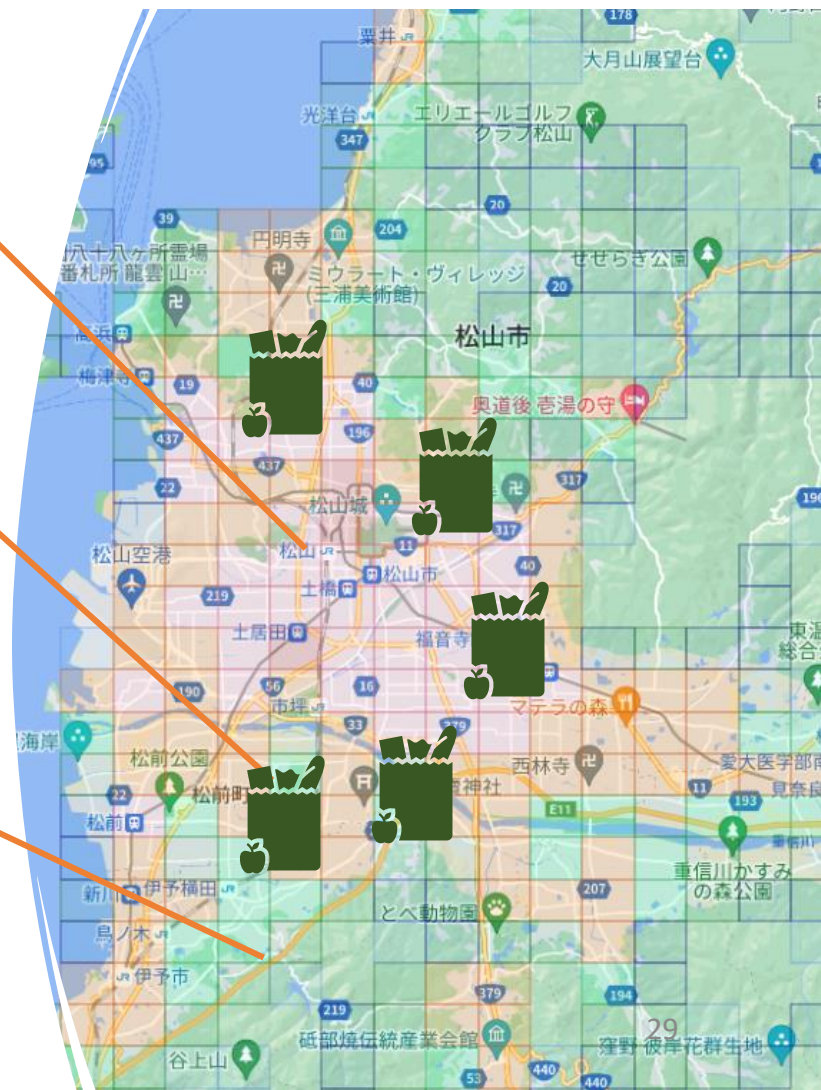 178
粟井
大月山展望台
光洋台
エリエールゴルフ
クラブ松山
347
20
39
円明寺
204
八十八ヶ所霊場
番札所 龍雲山…
ミウラート・ヴィレッジ
(三浦美術館)
せせらぎ公園
20
高浜
松山市
梅津寺
19
40
奥道後 壱湯の守
437
196
437
22
317
松山城
317
松山
11
松山空港
松山市
40
219
土橋
土居田
福音寺
190
56
16
市坪
マテラの森
33
379
海岸
松前公園
西林寺
愛大医学部南
22
松前町
神社
11
見奈良
E11
193
松前
重信川
重信川かすみ
の森公園
新川
伊予横田
207
鳥ノ木
とべ動物園
伊予市
379
194
219
29
砥部焼伝統産業会館
窪野 彼岸花群生地
谷上山
53
440
440